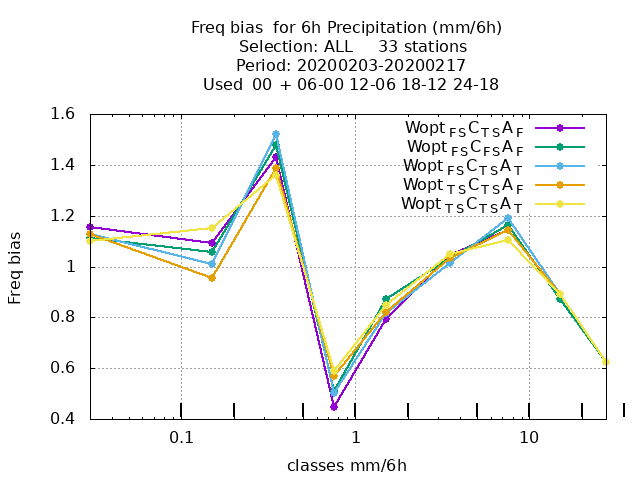 Freq bias  for 6h Precipitation (mm/6h)
Selection: ALL     33 stations
Period: 20200203-20200217
Used  00  + 06-00 12-06 18-12 24-18
Wopt FS C TS A F
Wopt FS C FS A F
Wopt FS C TS A T
Wopt TS C TS A F
Wopt TS C TS A T
Freq bias
1.6
1.4
1.2
1
0.8
0.6
0.4
0.1
1
10
classes mm/6h